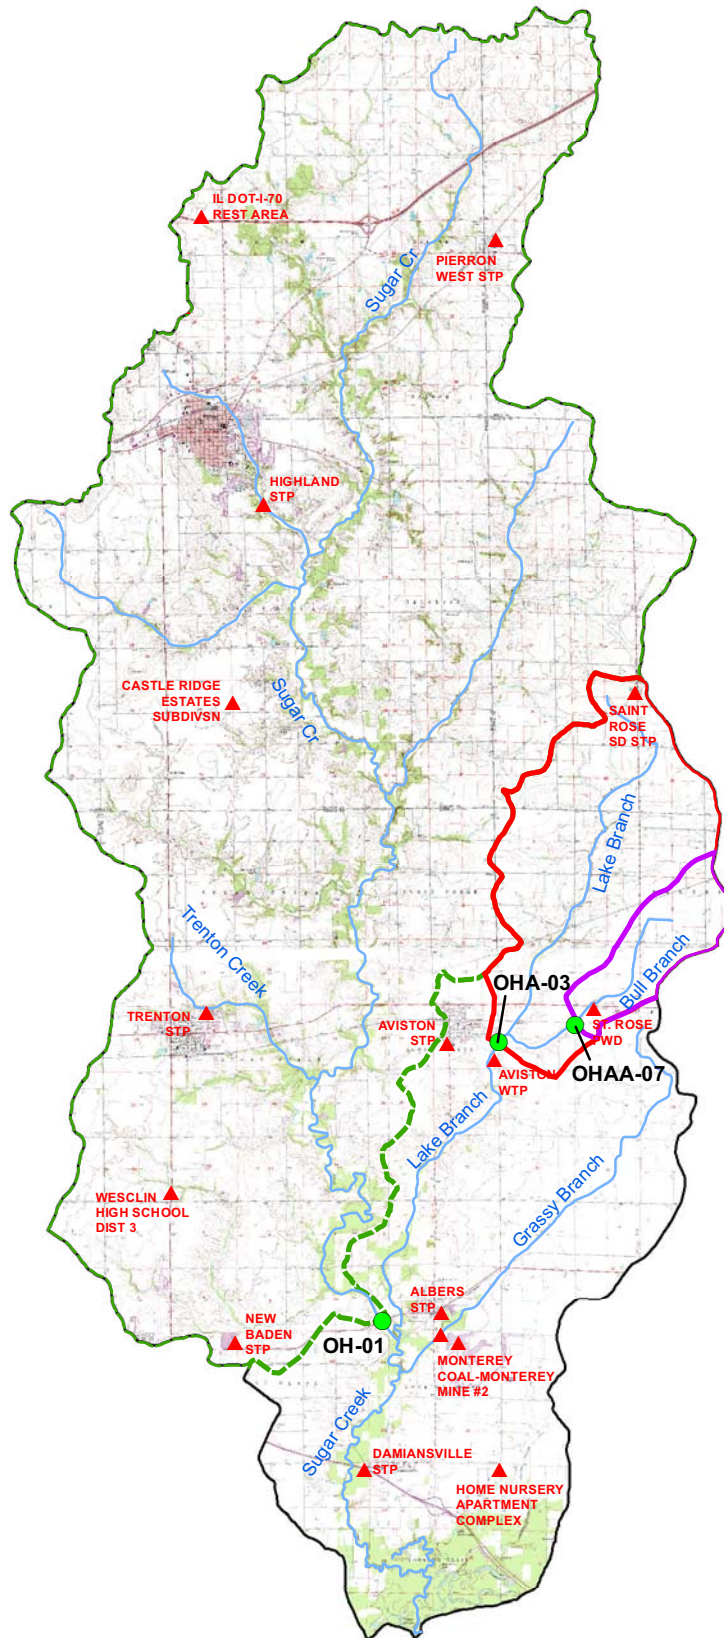 IL DOT-I-70
REST AREA
PIERRON
WEST STP
Sugar Cr
HIGHLAND
STP
CASTLE RIDGE
ESTATES
SUBDIVSN
Sugar Cr
SAINT
ROSE
SD STP
Lake Branch
Trenton Creek
Bull Branch
OHA-03
TRENTON
STP
AVISTON
STP
ST. ROSE
PWD
OHAA-07
AVISTON
WTP
Lake Branch
Grassy Branch
WESCLIN
HIGH SCHOOL
DIST 3
ALBERS
STP
NEW
BADEN
STP
OH-01
MONTEREY
COAL-MONTEREY
MINE #2
Sugar Creek
DAMIANSVILLE
STP
HOME NURSERY
APARTMENT
COMPLEX